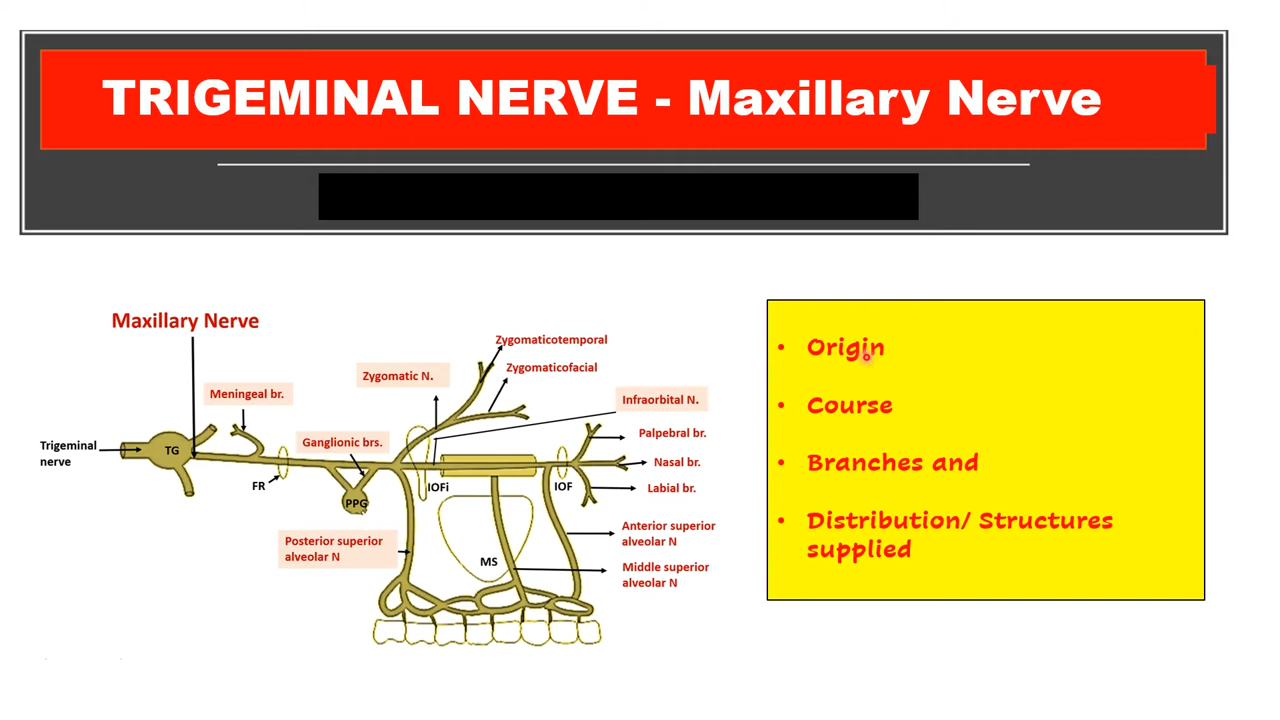 TRIGEMINAL NERVE - Maxillary Nerve
Maxillary Nerve
Meningeal br.
Trigeminal
nerve
TG
FR
Ganglionic brs.
PPG
Zygomatic N.
Zygomaticotemporal
Zygomaticofacial
Infraorbital N.
Palpebral br.
Nasal br.
Labial br.
IOFi
IOF
Posterior superior
alveolar N
MS
Anterior superior
alveolar N
Middle superior
alveolar N
• Origin
• Course
• Branches and
• Distribution/ Structures
supplied